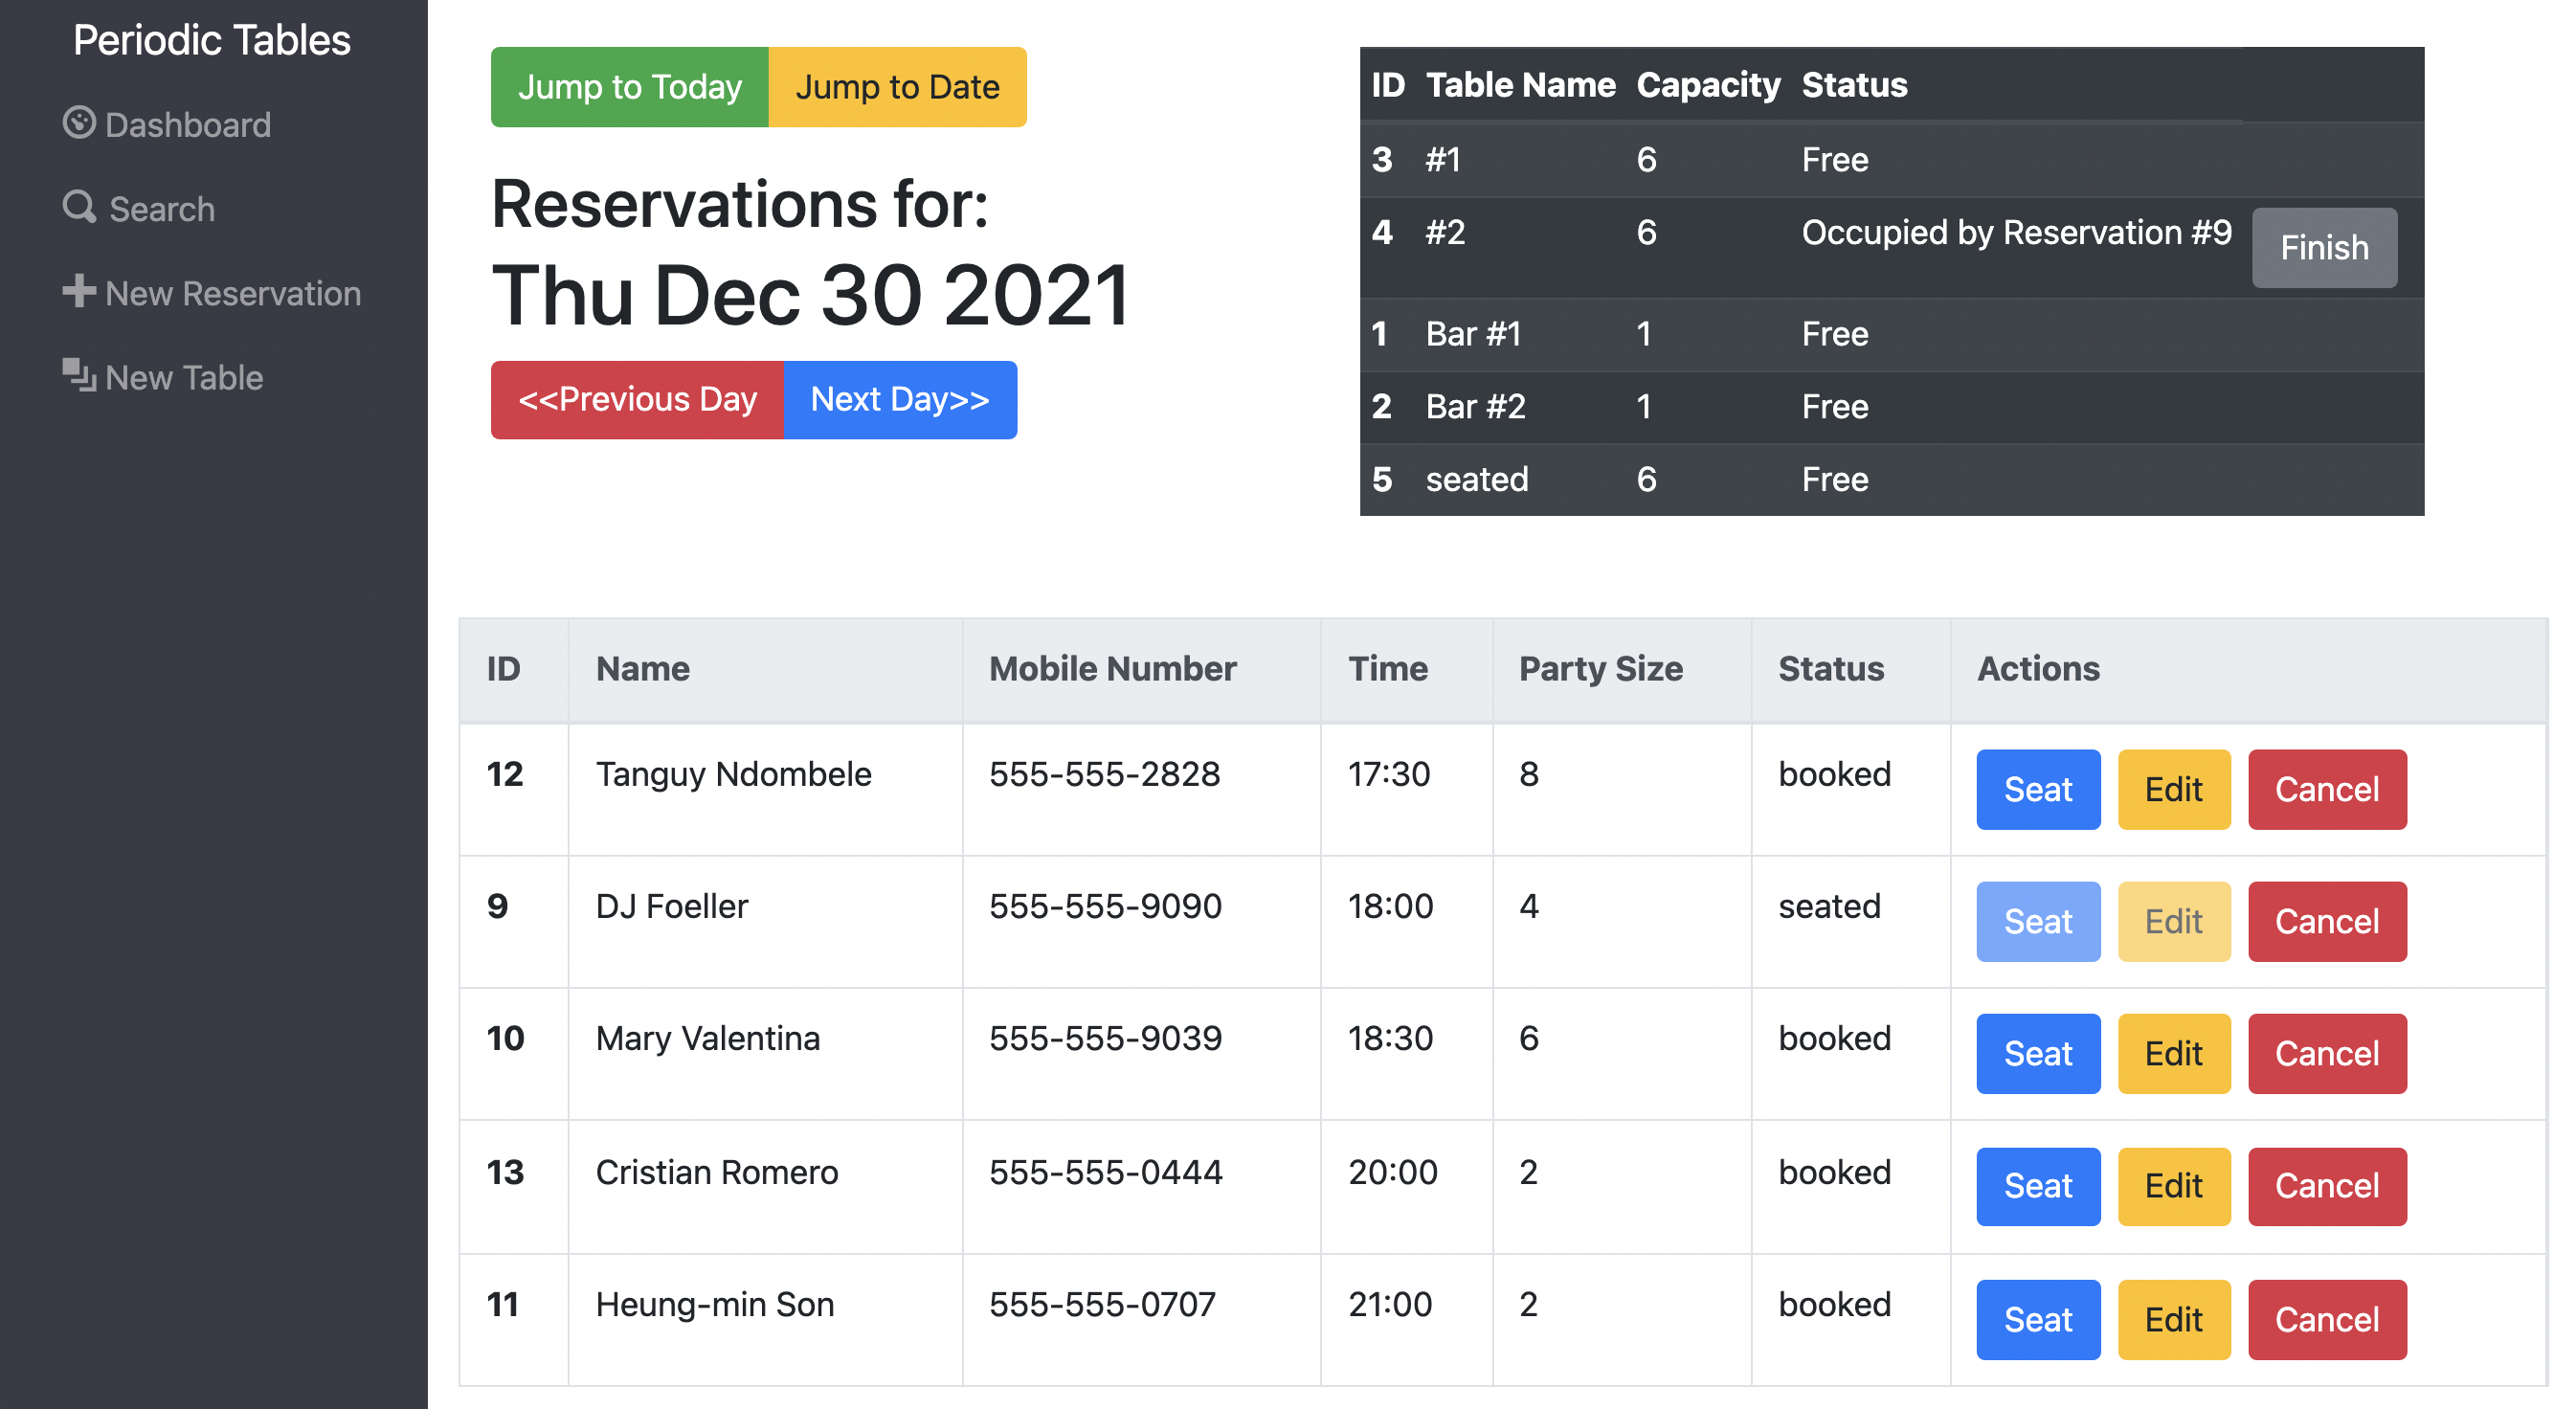 Periodic Tables
Dashboard
Search
New Reservation
New Table
Jump to Today Jump to Date
Reservations for:
Thu Dec 30 2021
<<Previous Day Next Day>>
ID Table Name Capacity Status
3 #1 6 Free
4 #2 6 Occupied by Reservation #9 Finish
1 Bar #1 1 Free
2 Bar #2 1 Free
5 seated 6 Free
ID Name Mobile Number Time Party Size Status Actions
12 Tanguy Ndombele 555-555-2828 17:30 8 booked Seat Edit Cancel
9 DJ Foeller 555-555-9090 18:00 4 seated Seat Edit Cancel
10 Mary Valentina 555-555-9039 18:30 6 booked Seat Edit Cancel
13 Cristian Romero 555-555-0444 20:00 2 booked Seat Edit Cancel
11 Heung-min Son 555-555-0707 21:00 2 booked Seat Edit Cancel